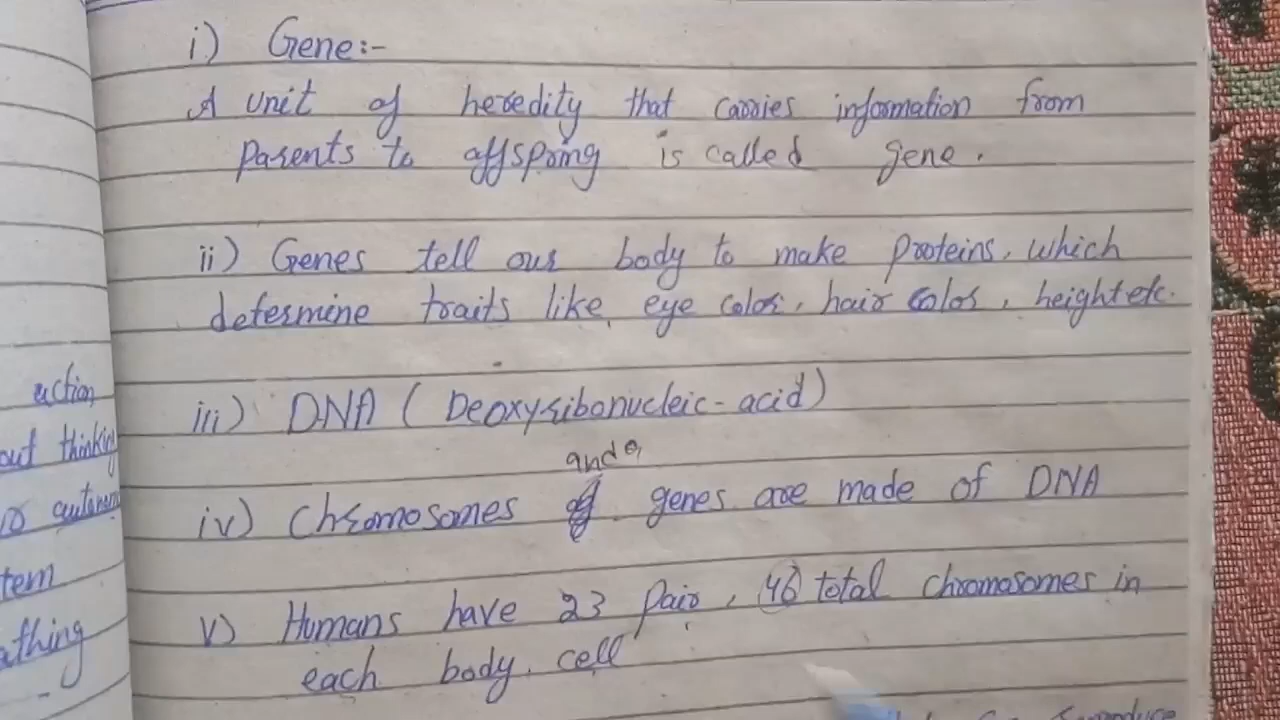 i) Gene:-
A unit of heredity that carries information from
parents to offspring is called gene.
ii) Genes tell our body to make proteins, which
determine traits like, eye color, hair color, height etc.
iii) DNA ( Deoxyribonucleic-acid)
and
iv) Chromosomes genes are made of DNA
v) Humans have 23 pair, 46 total chromosomes in
each body cell
action
out thinking
tem
athing